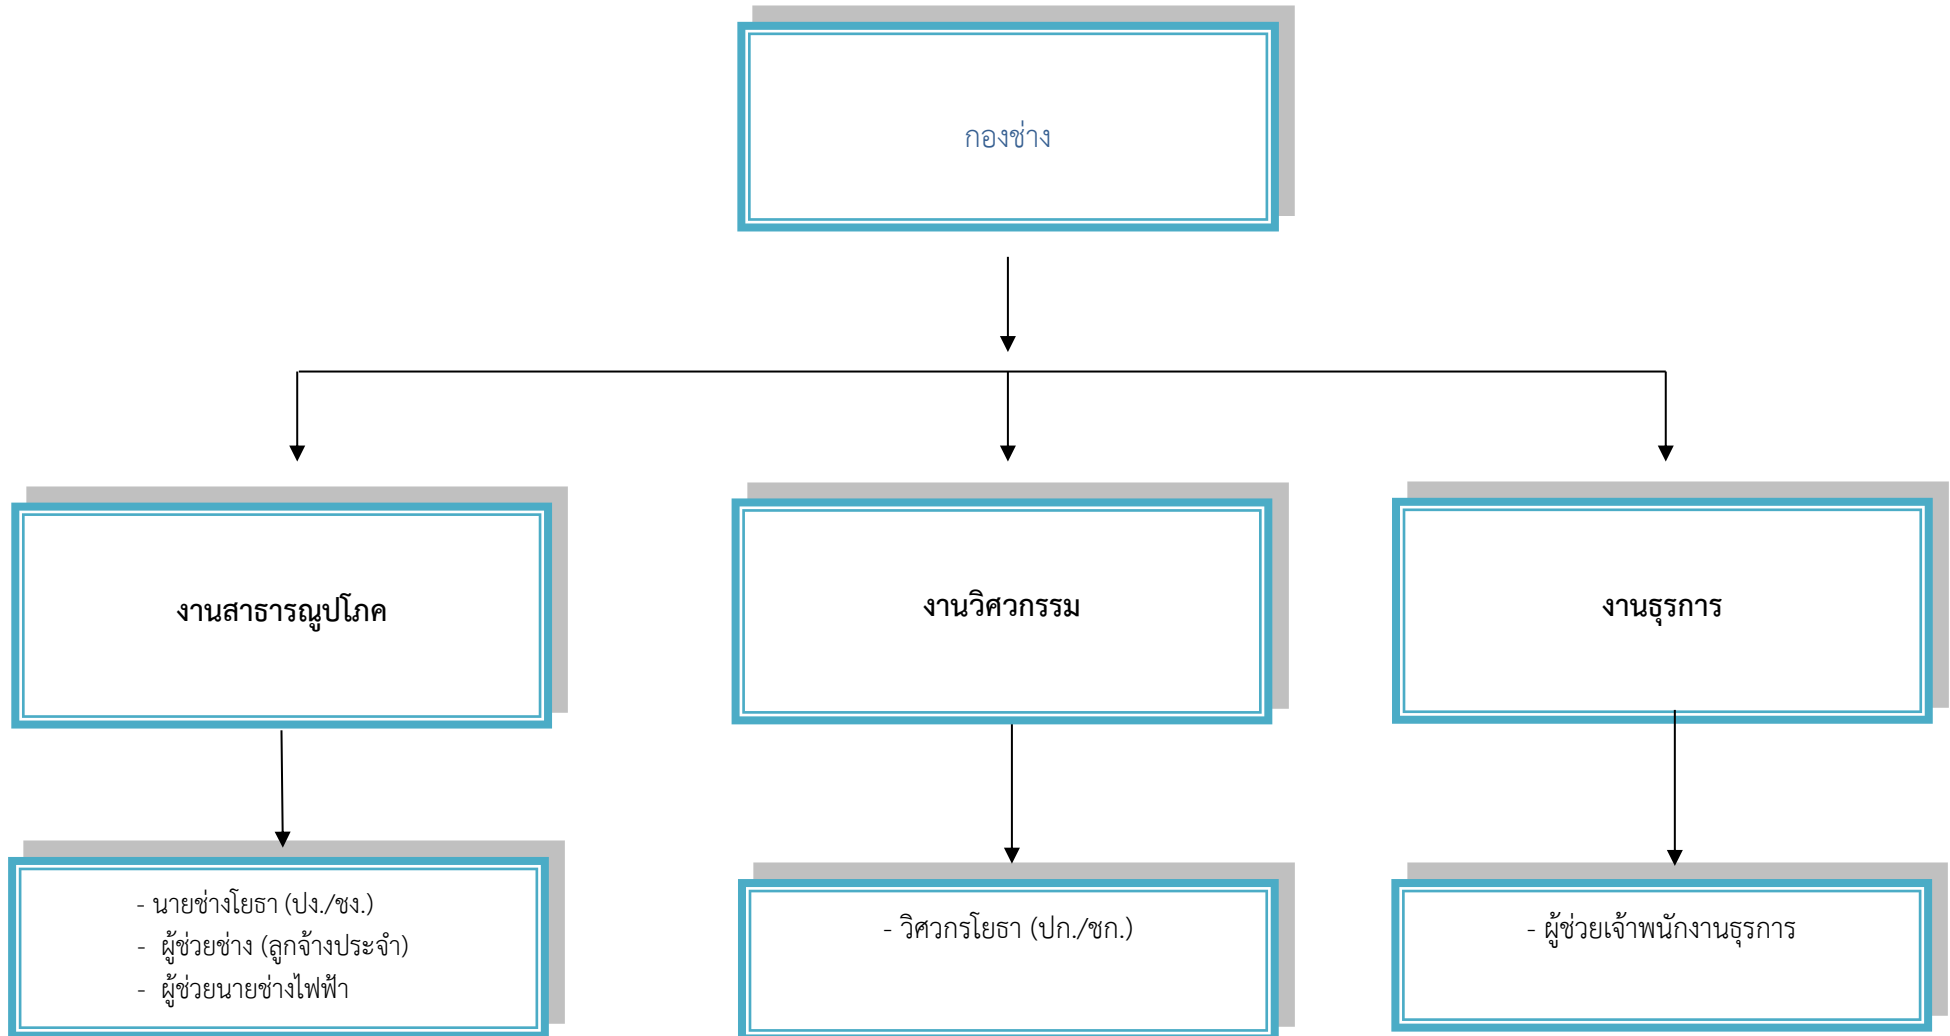 กองช่าง
งานสาธารณูปโภค
งานวิศวกรรม
งานธุรการ
- นายช่างโยธา (ปง./ชง.)
- ผู้ช่วยช่าง (ลูกจ้างประจำ)
- ผู้ช่วยนายช่างไฟฟ้า
- วิศวกรโยธา (ปก./ชก.)
- ผู้ช่วยเจ้าพนักงานธุรการ